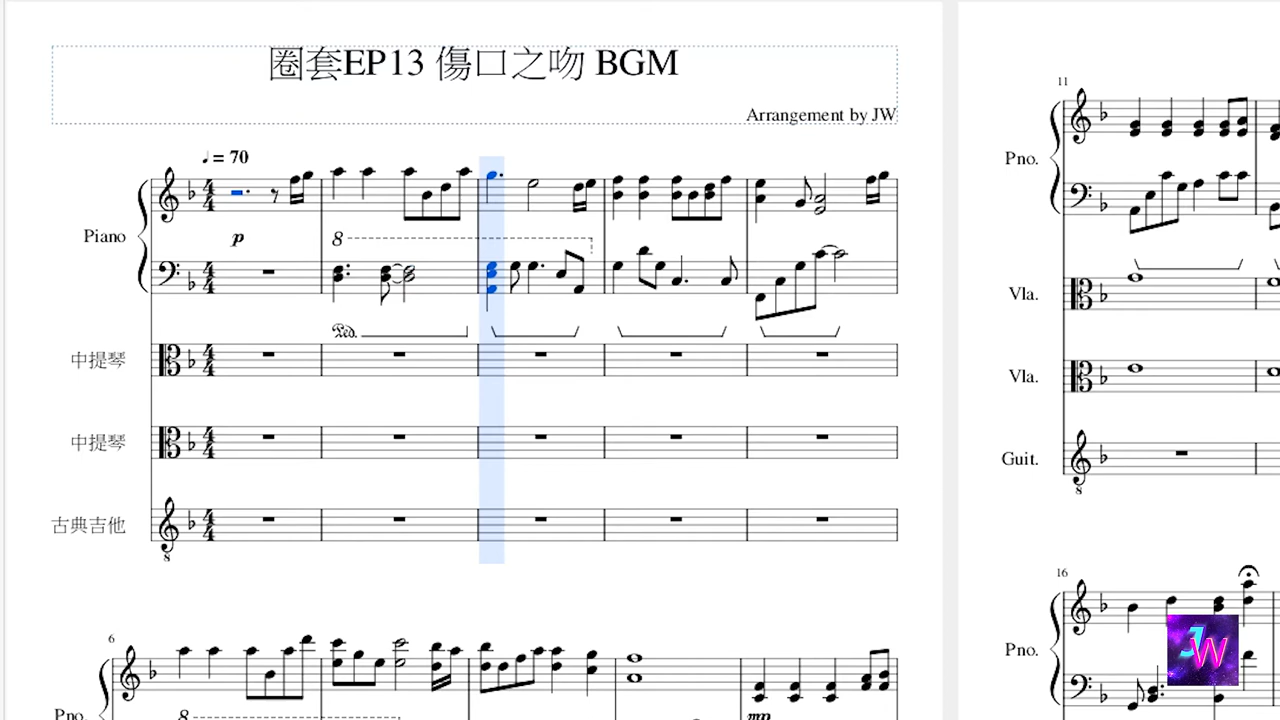 圈套EP13 傷口之吻 BGM
Arrangement by JW
♩= 70
Piano
p
8
Ped.
中提琴
中提琴
古典吉他
8
6
Pno.
8
mp
11
Pno.
Vla.
Vla.
Guit.
8
16
Pno.
JW